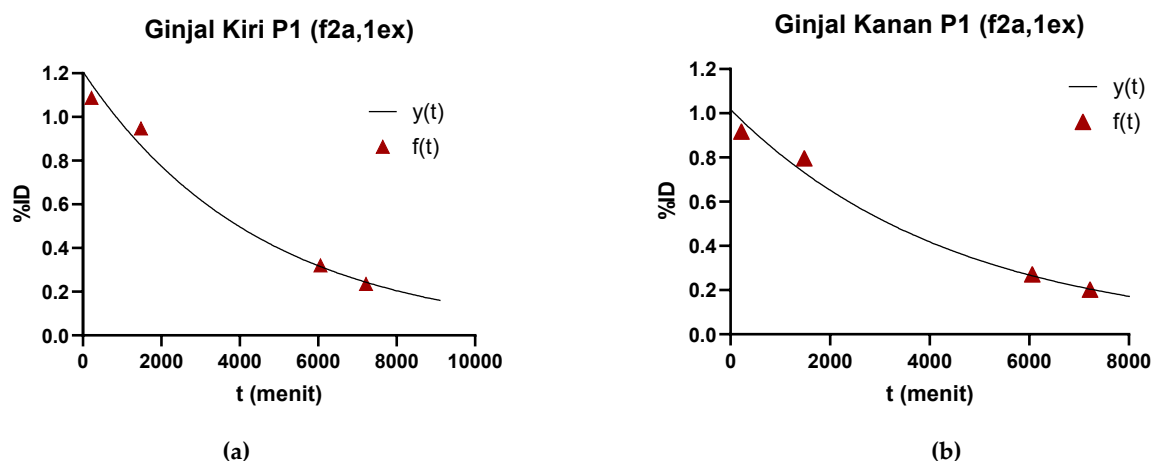 Ginjal Kiri P1 (f2a,1ex)
1.2
1.0
0.8
0.6
0.4
0.2
0.0
%ID
0
2000
4000
6000
8000
10000
t (menit)
y(t)
f(t)
(a)
Ginjal Kanan P1 (f2a,1ex)
1.2
1.0
0.8
0.6
0.4
0.2
0.0
%ID
0
2000
4000
6000
8000
t (menit)
y(t)
f(t)
(b)